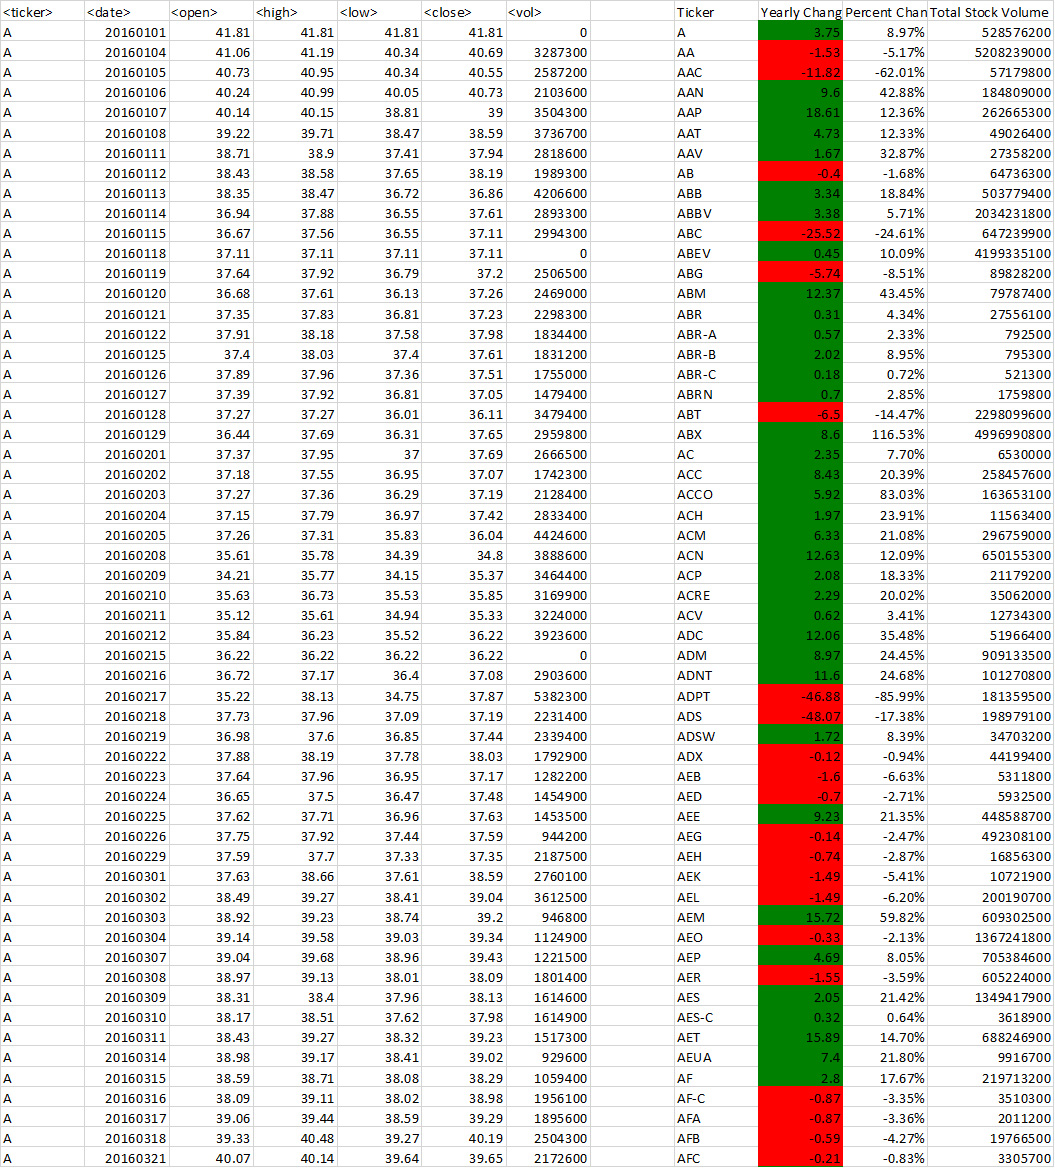 <ticker> <date> <open> <high> <low> <close> <vol> Ticker Yearly Chang Percent Chan Total Stock Volume
A 20160101 41.81 41.81 41.81 41.81 0 A 3.75 8.97% 528576200
A 20160104 41.06 41.19 40.34 40.69 3287300 AA -1.53 -5.17% 5208239000
A 20160105 40.73 40.95 40.34 40.55 2587200 AAC -11.82 -62.01% 57179800
A 20160106 40.24 40.99 40.05 40.73 2103600 AAN 9.6 42.88% 184809000
A 20160107 40.14 40.15 38.81 39 3504300 AAP 18.61 12.36% 262665300
A 20160108 39.22 39.71 38.47 38.59 3736700 AAT 4.73 12.33% 49026400
A 20160111 38.71 38.9 37.41 37.94 2818600 AAV 1.67 32.87% 27358200
A 20160112 38.43 38.58 37.65 38.19 1989300 AB -0.4 -1.68% 64736300
A 20160113 38.35 38.47 36.72 36.86 4206600 ABB 3.34 18.84% 503779400
A 20160114 36.94 37.88 36.55 37.61 2893300 ABBV 3.38 5.71% 2034231800
A 20160115 36.67 37.56 36.55 37.11 2994300 ABC -25.52 -24.61% 647239900
A 20160118 37.11 37.11 37.11 37.11 0 ABEV 0.45 10.09% 4199335100
A 20160119 37.64 37.92 36.79 37.2 2506500 ABG -5.74 -8.51% 89828200
A 20160120 36.68 37.61 36.13 37.26 2469000 ABM 12.37 43.45% 79787400
A 20160121 37.35 37.83 36.81 37.23 2298300 ABR 0.31 4.34% 27556100
A 20160122 37.91 38.18 37.58 37.98 1834400 ABR-A 0.57 2.33% 792500
A 20160125 37.4 38.03 37.4 37.61 1831200 ABR-B 2.02 8.95% 795300
A 20160126 37.89 37.96 37.36 37.51 1755000 ABR-C 0.18 0.72% 521300
A 20160127 37.39 37.92 36.81 37.05 1479400 ABRN 0.7 2.85% 1759800
A 20160128 37.27 37.27 36.01 36.11 3479400 ABT -6.5 -14.47% 2298099600
A 20160129 36.44 37.69 36.31 37.65 2959800 ABX 8.6 116.53% 4996990800
A 20160201 37.37 37.95 37 37.69 2666500 AC 2.35 7.70% 6530000
A 20160202 37.18 37.55 36.95 37.07 1742300 ACC 8.43 20.39% 258457600
A 20160203 37.27 37.36 36.29 37.19 2128400 ACCO 5.92 83.03% 163653100
A 20160204 37.15 37.79 36.97 37.42 2833400 ACH 1.97 23.91% 11563400
A 20160205 37.26 37.31 35.83 36.04 4424600 ACM 6.33 21.08% 296759000
A 20160208 35.61 35.78 34.39 34.8 3888600 ACN 12.63 12.09% 650155300
A 20160209 34.21 35.77 34.15 35.37 3464400 ACP 2.08 18.33% 21179200
A 20160210 35.63 36.73 35.53 35.85 3169900 ACRE 2.29 20.02% 35062000
A 20160211 35.12 35.61 34.94 35.33 3224000 ACV 0.62 3.41% 12734300
A 20160212 35.84 36.23 35.52 36.22 3923600 ADC 12.06 35.48% 51966400
A 20160215 36.22 36.22 36.22 36.22 0 ADM 8.97 24.45% 909133500
A 20160216 36.72 37.17 36.4 37.08 2903600 ADNT 11.6 24.68% 101270800
A 20160217 35.22 38.13 34.75 37.87 5382300 ADPT -46.88 -85.99% 181359500
A 20160218 37.73 37.96 37.09 37.19 2231400 ADS -48.07 -17.38% 198979100
A 20160219 36.98 37.6 36.85 37.44 2339400 ADSW 1.72 8.39% 34703200
A 20160222 37.88 38.19 37.78 38.03 1792900 ADX -0.12 -0.94% 44199400
A 20160223 37.64 37.96 36.95 37.17 1282200 AEB -1.6 -6.63% 5311800
A 20160224 36.65 37.5 36.47 37.48 1454900 AED -0.7 -2.71% 5932500
A 20160225 37.62 37.71 36.96 37.63 1453500 AEE 9.23 21.35% 448588700
A 20160226 37.75 37.92 37.44 37.59 944200 AEG -0.14 -2.47% 492308100
A 20160229 37.59 37.7 37.33 37.35 2187500 AEH -0.74 -2.87% 16856300
A 20160301 37.63 38.66 37.61 38.59 2760100 AEK -1.49 -5.41% 10721900
A 20160302 38.49 39.27 38.41 39.04 3612500 AEL -1.49 -6.20% 200190700
A 20160303 38.92 39.23 38.74 39.2 946800 AEM 15.72 59.82% 609302500
A 20160304 39.14 39.58 39.03 39.34 1124900 AEO -0.33 -2.13% 1367241800
A 20160307 39.04 39.68 38.96 39.43 1221500 AEP 4.69 8.05% 705384600
A 20160308 38.97 39.13 38.01 38.09 1801400 AER -1.55 -3.59% 605224000
A 20160309 38.31 38.4 37.96 38.13 1614600 AES 2.05 21.42% 1349417900
A 20160310 38.17 38.51 37.62 37.98 1614900 AES-C 0.32 0.64% 3618900
A 20160311 38.43 39.27 38.32 39.23 1517300 AET 15.89 14.70% 688246900
A 20160314 38.98 39.17 38.41 39.02 929600 AEUA 7.4 21.80% 9916700
A 20160315 38.59 38.71 38.08 38.29 1059400 AF 2.8 17.67% 219713200
A 20160316 38.09 39.11 38.02 38.98 1956100 AF-C -0.87 -3.35% 3510300
A 20160317 39.06 39.44 38.59 39.29 1895600 AFA -0.87 -3.36% 2011200
A 20160318 39.33 40.48 39.27 40.19 2504300 AFB -0.59 -4.27% 19766500
A 20160321 40.07 40.14 39.64 39.65 2172600 AFC -0.21 -0.83% 3305700